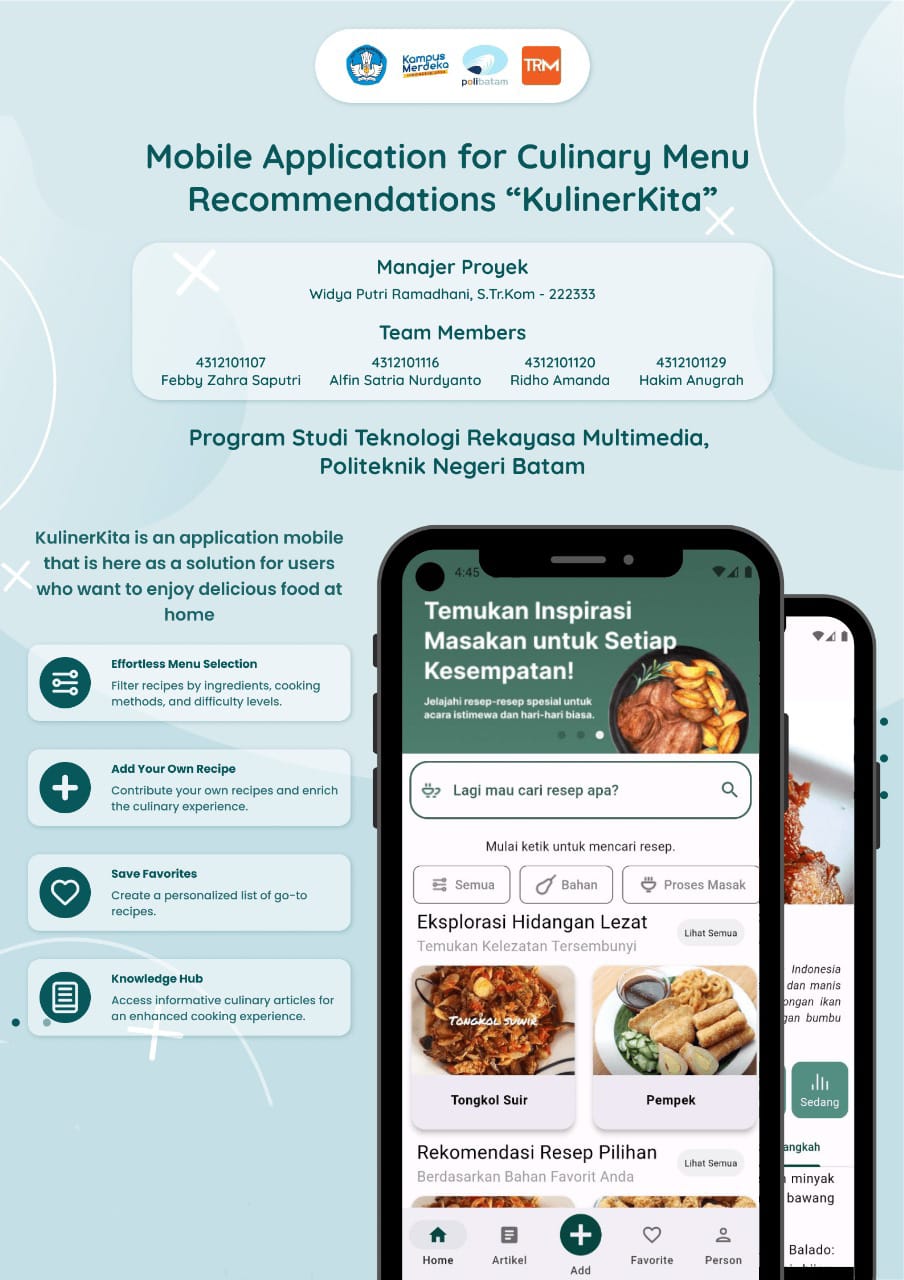 Kampus
Merdeka
INDONESIA JAYA
polibatam
TRM
Mobile Application for Culinary Menu
Recommendations “KulinerKita”
Manajer Proyek
Widya Putri Ramadhani, S.Tr.Kom - 222333
Team Members
4312101107
Febby Zahra Saputri
4312101116
Alfin Satria Nurdyanto
4312101120
Ridho Amanda
4312101129
Hakim Anugrah
Program Studi Teknologi Rekayasa Multimedia,
Politeknik Negeri Batam
KulinerKita is an application mobile
that is here as a solution for users
who want to enjoy delicious food at
home
Effortless Menu Selection
Filter recipes by ingredients, cooking
methods, and difficulty levels.
Add Your Own Recipe
Contribute your own recipes and enrich
the culinary experience.
Save Favorites
Create a personalized list of go-to
recipes.
Knowledge Hub
Access informative culinary articles for
an enhanced cooking experience.
4:45
Temukan Inspirasi
Masakan untuk Setiap
Kesempatan!
Jelajahi resep-resep spesial untuk
acara istimewa dan hari-hari biasa.
Lagi mau cari resep apa?
Mulai ketik untuk mencari resep.
Semua
Bahan
Proses Masak
Eksplorasi Hidangan Lezat
Lihat Semua
Temukan Kelezatan Tersembunyi
Tongkol suwir
Tongkol Suir
Pempek
Rekomendasi Resep Pilihan
Lihat Semua
Berdasarkan Bahan Favorit Anda
Home
Artikel
Add
Favorite
Person
Indonesia
dan manis
ongan ikan
gan bumbu
Sedang
angkah
minyak
bawang
Balado: